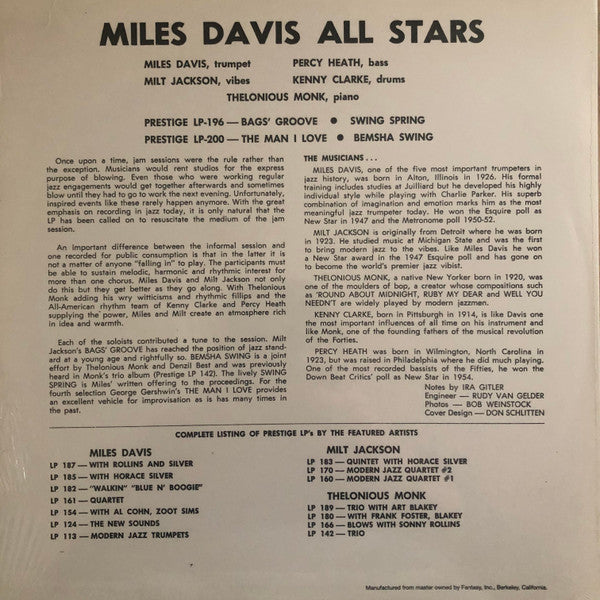 MILES DAVIS ALL STARS
MILES DAVIS, trumpet PERCY HEATH, bass
MILT JACKSON, vibes KENNY CLARKE, drums
THELONIOUS MONK, piano
PRESTIGE LP-196 — BAGS' GROOVE ● SWING SPRING
PRESTIGE LP-200 — THE MAN I LOVE ● BEMSHA SWING
Once upon a time, jam sessions were the rule rather than
the exception. Musicians would rent studios for the express
purpose of blowing. Even those who were working regular
jazz engagements would get together afterwards and sometimes
blow until they had to go to work the next evening. Unfortunately,
inspired events like these rarely happen anymore. With the great
emphasis on recording in jazz today, it is only natural that the
LP has been called on to resuscitate the medium of the jam
session.
An important difference between the informal session and
one recorded for public consumption is that in the latter it is
not a matter of anyone "falling in" to play. The participants must
be able to sustain melodic, harmonic and rhythmic interest for
more than one chorus. Miles Davis and Milt Jackson not only
do this but they get better as they go along. With Thelonious
Monk adding his wry witticisms and rhythmic fillips and the
All-American rhythm team of Kenny Clarke and Percy Heath
supplying the power, Miles and Milt create an atmosphere rich
in idea and warmth.
Each of the soloists contributed a tune to the session. Milt
Jackson's BAGS' GROOVE has reached the position of jazz stand-
ard at a young age and rightfully so. BEMSHA SWING is a joint
effort by Thelonious Monk and Denzil Best and was previously
heard in Monk's trio album (Prestige LP 142). The lively SWING
SPRING is Miles' written offering to the proceedings. For the
fourth selection George Gershwin's THE MAN I LOVE provides
an excellent vehicle for improvisation as is has many times in
the past.
THE MUSICIANS . . .
MILES DAVIS, one of the five most important trumpeters in
jazz history, was born in Alton, Illinois in 1926. His formal
training includes studies at Juilliard but he developed his highly
individual style while playing with Charlie Parker. His superb
combination of imagination and emotion marks him as the most
meaningful jazz trumpeter today. He won the Esquire poll as
New Star in 1947 and the Metronome poll 1950-52.
MILT JACKSON is originally from Detroit where he was born
in 1923. He studied music at Michigan State and was the first
to bring modern jazz to the vibes. Like Miles Davis he won
a New Star award in the 1947 Esquire poll and has gone on
to become the world's premier jazz vibist.
THELONIOUS MONK, a native New Yorker born in 1920, was
one of the moulders of bop, a creator whose compositions such
as 'ROUND ABOUT MIDNIGHT, RUBY MY DEAR and WELL YOU
NEEDN'T are widely played by modern jazzmen.
KENNY CLARKE, born in Pittsburgh in 1914, is like Davis one
the most important influences of all time on his instrument and
like Monk, one of the founding fathers of the musical revolution
of the Forties.
PERCY HEATH was born in Wilmington, North Carolina in
1923, but was raised in Philadelphia where he did much playing.
One of the most recorded bassists of the Fifties, he won the
Down Beat Critics' poll as New Star in 1954.
Notes by IRA GITLER
Engineer — RUDY VAN GELDER
Photos — BOB WEINSTOCK
Cover Design — DON SCHLITTEN
COMPLETE LISTING OF PRESTIGE LP's BY THE FEATURED ARTISTS
MILES DAVIS
LP 187 — WITH ROLLINS AND SILVER
LP 185 — WITH HORACE SILVER
LP 182 — "WALKIN" "BLUE N' BOOGIE"
LP 161 — QUARTET
LP 154 — WITH AL COHN, ZOOT SIMS
LP 124 — THE NEW SOUNDS
LP 113 — MODERN JAZZ TRUMPETS
MILT JACKSON
LP 183 — QUINTET WITH HORACE SILVER
LP 170 — MODERN JAZZ QUARTET #2
LP 160 — MODERN JAZZ QUARTET #1
THELONIOUS MONK
LP 189 — TRIO WITH ART BLAKEY
LP 180 — WITH FRANK FOSTER, BLAKEY
LP 166 — BLOWS WITH SONNY ROLLINS
LP 142 — TRIO
Manufactured from master owned by Fantasy, Inc., Berkeley, California.